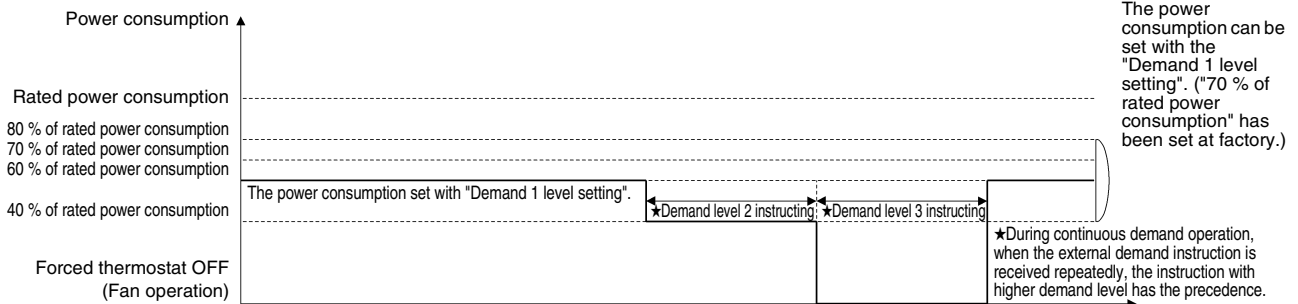 Power consumption
Rated power consumption
80 % of rated power consumption
70 % of rated power consumption
60 % of rated power consumption
40 % of rated power consumption
Forced thermostat OFF
(Fan operation)
The power consumption set with "Demand 1 level setting".
★Demand level 2 instructing
★Demand level 3 instructing
The power
consumption can be
set with the
"Demand 1 level
setting". ("70 % of
rated power
consumption" has
been set at factory.)
★During continuous demand operation,
when the external demand instruction is
received repeatedly, the instruction with
higher demand level has the precedence.